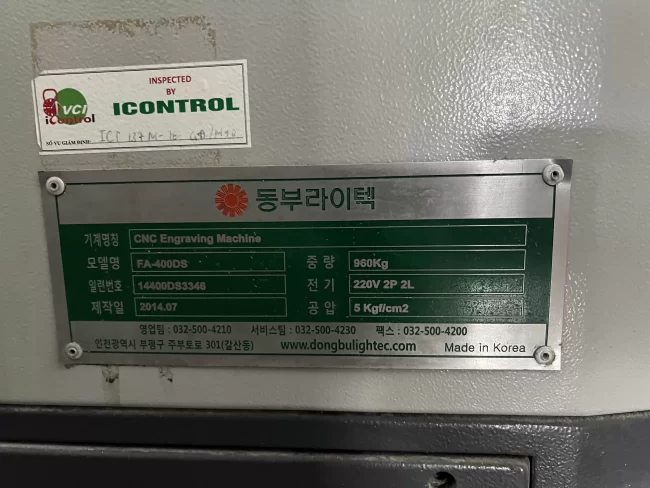 INSPECTED
BY
ICONTROL
VCI
iControl
SỐ VỤ GIÁM ĐỊNH:
동부라이텍
기계명칭 CNC Engraving Machine
모델명 FA-400DS 중 량 960Kg
일련번호 14400DS3346 전 기 220V 2P 2L
제작일 2014.07 공 압 5 Kgf/cm2
영업팀 : 032-500-4210 서비스팀 : 032-500-4230 팩스 : 032-500-4200
인천광역시 부평구 주부토로 301(갈산동) www.dongbulightec.com Made in Korea